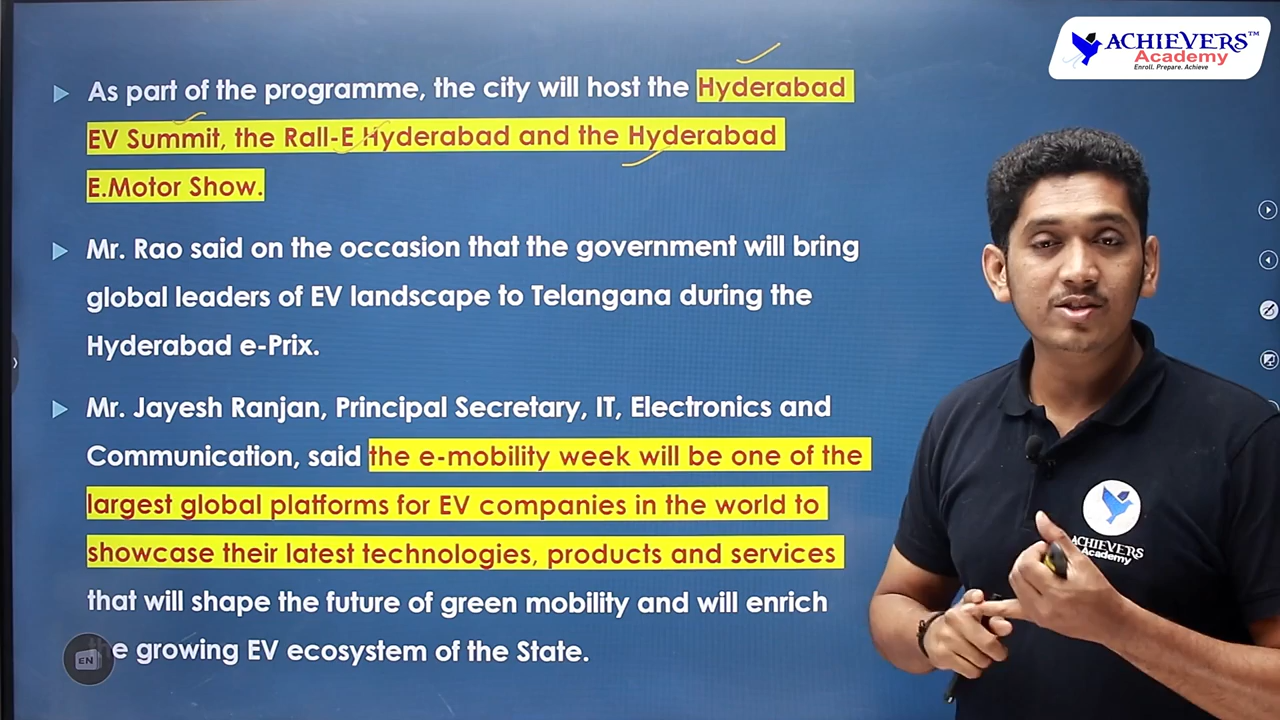 ACHIEVERS™
Academy
Enroll. Prepare. Achieve
As part of the programme, the city will host the Hyderabad
EV Summit, the Rall-E Hyderabad and the Hyderabad
E.Motor Show.
Mr. Rao said on the occasion that the government will bring
global leaders of EV landscape to Telangana during the
Hyderabad e-Prix.
Mr. Jayesh Ranjan, Principal Secretary, IT, Electronics and
Communication, said the e-mobility week will be one of the
largest global platforms for EV companies in the world to
showcase their latest technologies, products and services
that will shape the future of green mobility and will enrich
the growing EV ecosystem of the State.
EN
ACHIEVERS
Academy